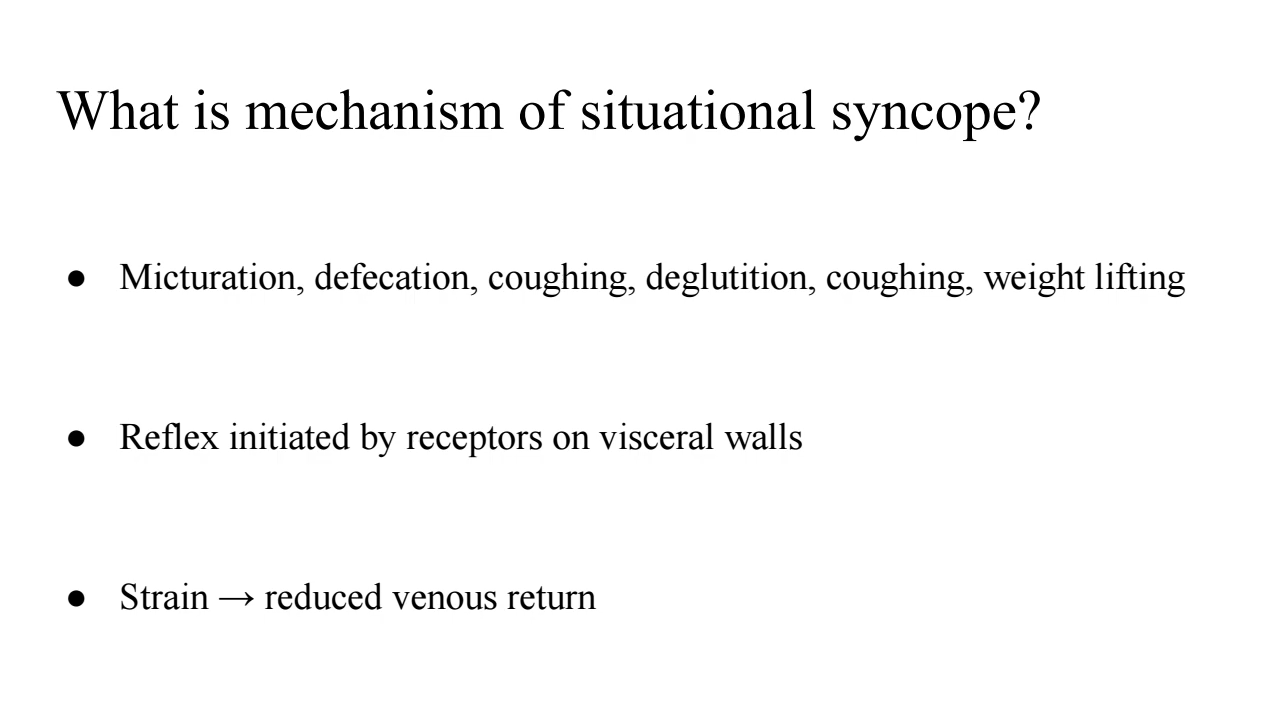 What is mechanism of situational syncope?
● Micturation, defecation, coughing, deglutition, coughing, weight lifting
● Reflex initiated by receptors on visceral walls
● Strain → reduced venous return